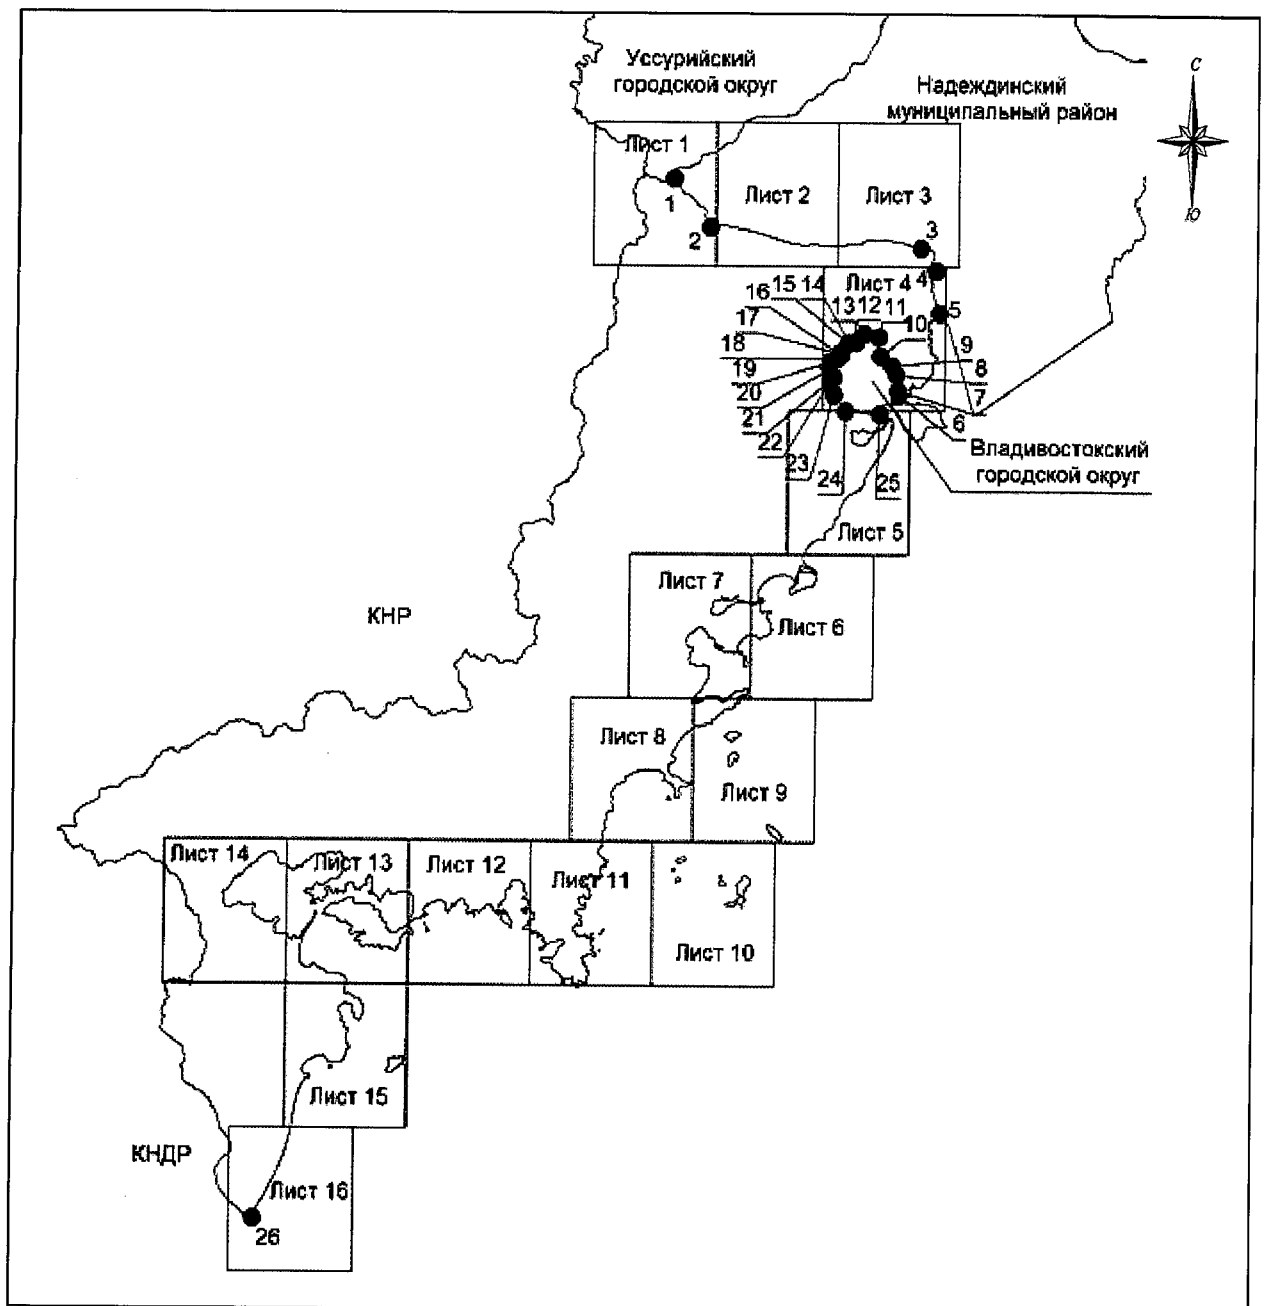 Уссурийский
городской округ
Надеждинский
муниципальный район
С
Ю
Лист 1
Лист 2
Лист 3
1
2
3
4
Лист 4
5
15 14
16
13 12 11
17
10
18
9
19
8
20
7
21
6
22
23
24
25
Владивостокский
городской округ
Лист 5
Лист 7
Лист 6
КНР
Лист 8
Лист 9
Лист 14
Лист 13
Лист 12
Лист 11
Лист 10
Лист 15
КНДР
Лист 16
26